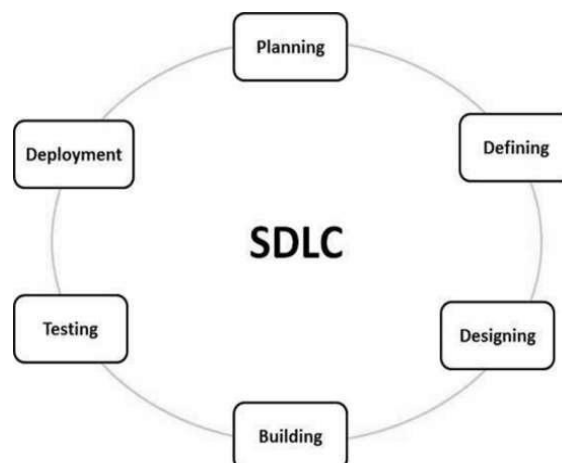 Planning
Defining
Designing
Building
Testing
Deployment
SDLC